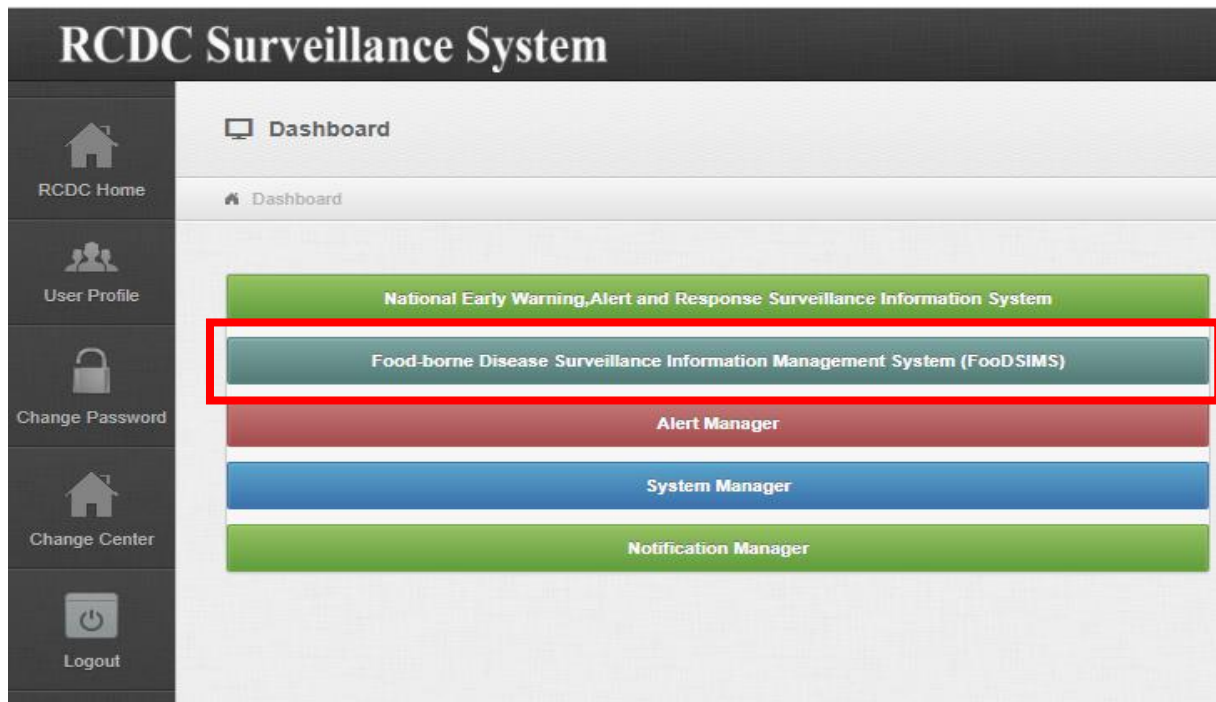 RCDC Surveillance System
RCDC Home
User Profile
Change Password
Change Center
Logout
Dashboard
Dashboard
National Early Warning,Alert and Response Surveillance Information System
Food-borne Disease Surveillance Information Management System (FooDSIMS)
Alert Manager
System Manager
Notification Manager